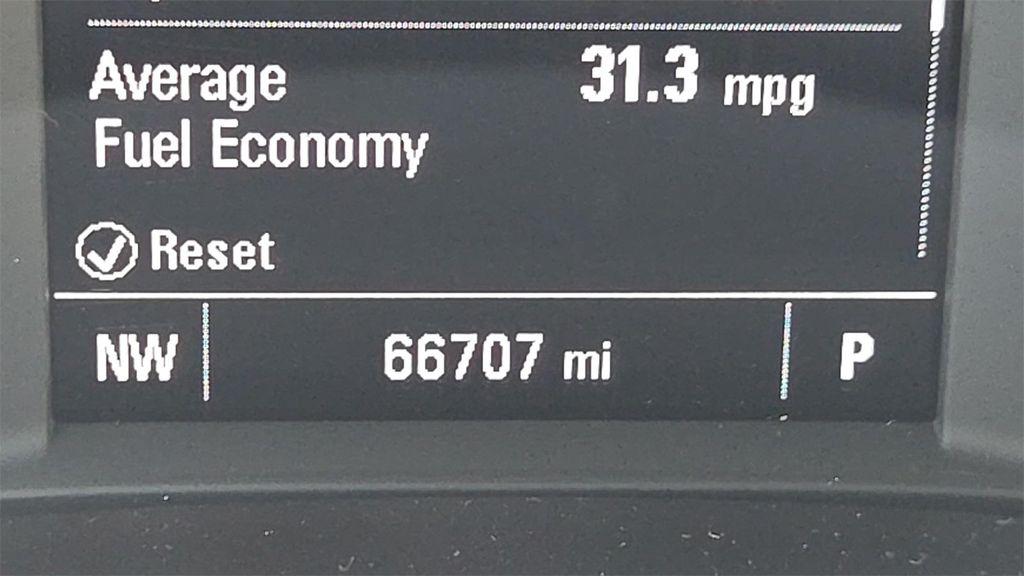 Average 31.3 mpg
Fuel Economy
Reset
NW 66707 mi P